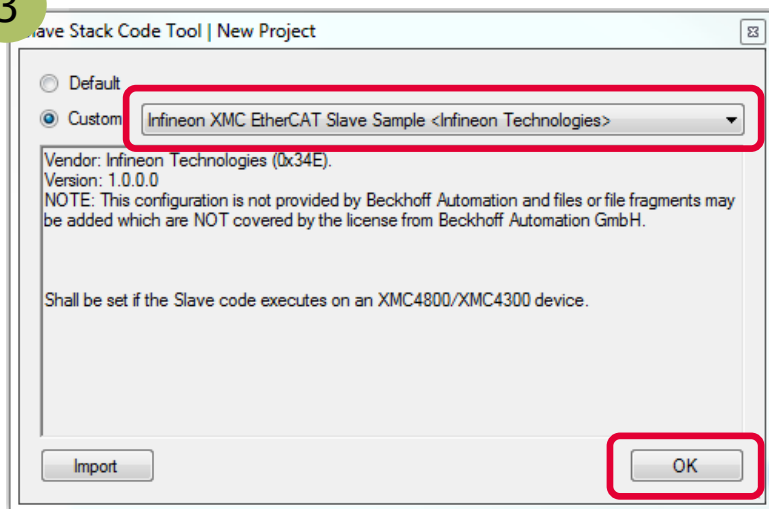 3
ave Stack Code Tool | New Project
Default
Custom
Infineon XMC EtherCAT Slave Sample <Infineon Technologies>
Vendor: Infineon Technologies (0x34E).
Version: 1.0.0.0
NOTE: This configuration is not provided by Beckhoff Automation and files or file fragments may
be added which are NOT covered by the license from Beckhoff Automation GmbH.
Shall be set if the Slave code executes on an XMC4800/XMC4300 device.
Import
OK